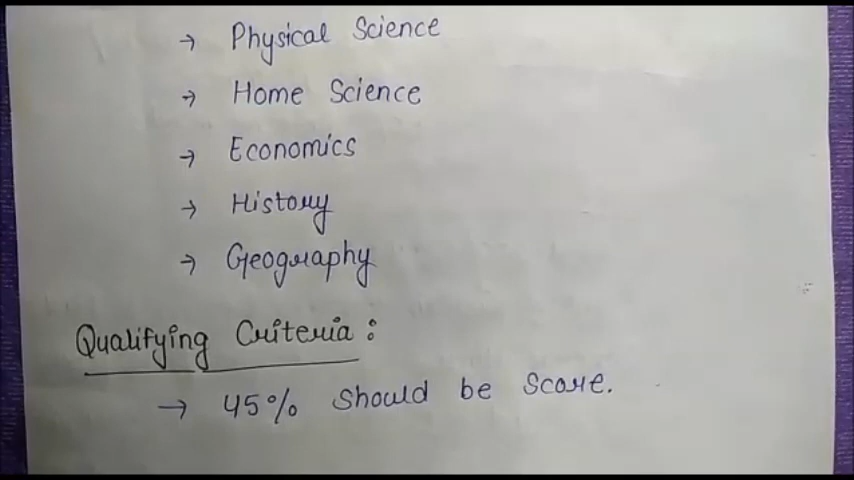 → Physical Science
→ Home Science
→ Economics
→ History
→ Geography
Qualifying Criteria :
→ 45% should be score.